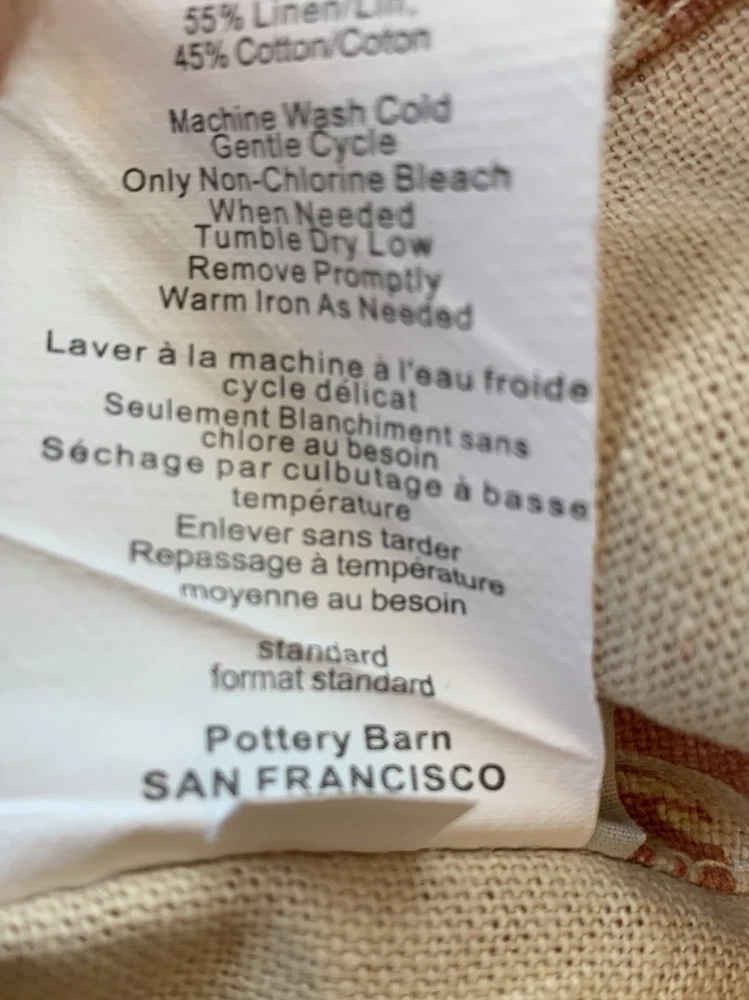 55% Linen/Lin,
45% Cotton/Coton
Machine Wash Cold
Gentle Cycle
Only Non-Chlorine Bleach
When Needed
Tumble Dry Low
Remove Promptly
Warm Iron As Needed
Laver à la machine à l'eau froide
cycle délicat
Seulement Blanchiment sans
chlore au besoin
Séchage par culbutage à basse
température
Enlever sans tarder
Repassage à température
moyenne au besoin
standard
format standard
Pottery Barn
SAN FRANCISCO